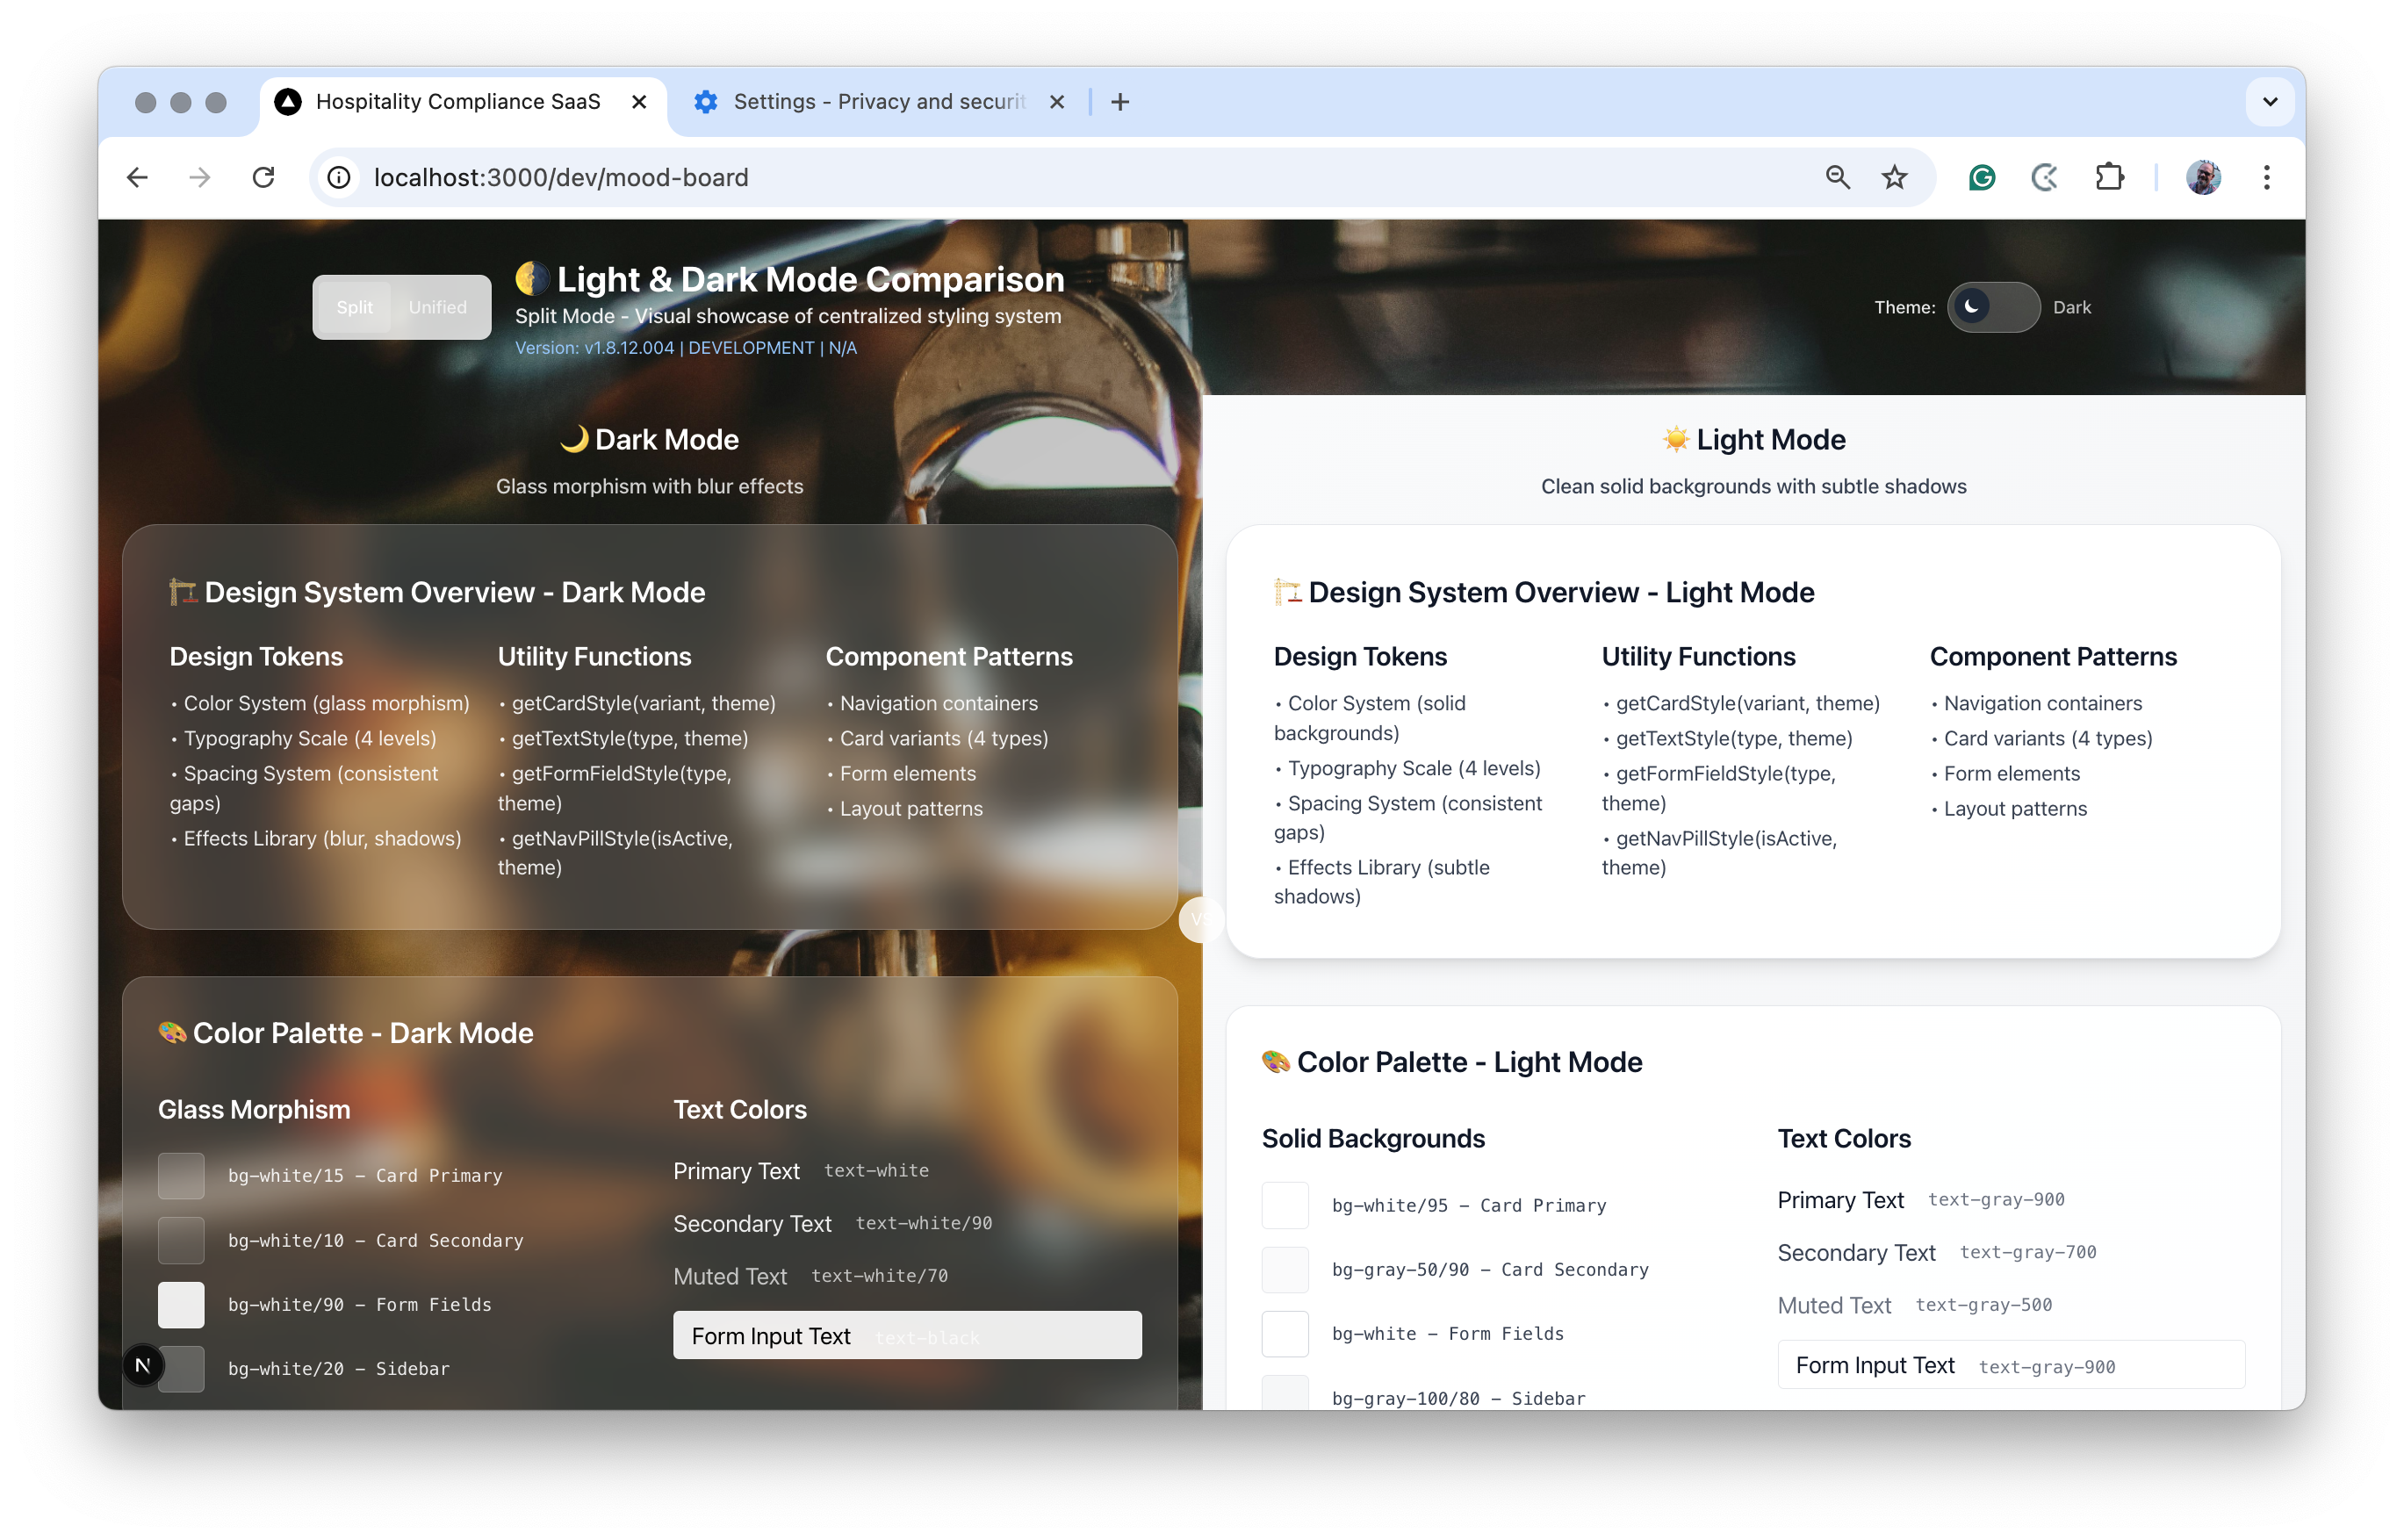 Hospitality Compliance SaaS
Settings - Privacy and securit
localhost:3000/dev/mood-board
Split
Unified
Light & Dark Mode Comparison
Split Mode - Visual showcase of centralized styling system
Version: v1.8.12.004 | DEVELOPMENT | N/A
Theme:
Dark
Dark Mode
Glass morphism with blur effects
Design System Overview - Dark Mode
Design Tokens
• Color System (glass morphism)
• Typography Scale (4 levels)
• Spacing System (consistent
gaps)
• Effects Library (blur, shadows)
Utility Functions
• getCardStyle(variant, theme)
• getTextStyle(type, theme)
• getFormFieldStyle(type,
theme)
• getNavPillStyle(isActive,
theme)
Component Patterns
• Navigation containers
• Card variants (4 types)
• Form elements
• Layout patterns
Color Palette - Dark Mode
Glass Morphism
bg-white/15 - Card Primary
bg-white/10 - Card Secondary
bg-white/90 - Form Fields
bg-white/20 - Sidebar
Text Colors
Primary Text text-white
Secondary Text text-white/90
Muted Text text-white/70
Form Input Text text-black
N
Light Mode
Clean solid backgrounds with subtle shadows
Design System Overview - Light Mode
Design Tokens
• Color System (solid
backgrounds)
• Typography Scale (4 levels)
• Spacing System (consistent
gaps)
• Effects Library (subtle
shadows)
Utility Functions
• getCardStyle(variant, theme)
• getTextStyle(type, theme)
• getFormFieldStyle(type,
theme)
• getNavPillStyle(isActive,
theme)
Component Patterns
• Navigation containers
• Card variants (4 types)
• Form elements
• Layout patterns
Color Palette - Light Mode
Solid Backgrounds
bg-white/95 - Card Primary
bg-gray-50/90 - Card Secondary
bg-white - Form Fields
bg-gray-100/80 - Sidebar
Text Colors
Primary Text text-gray-900
Secondary Text text-gray-700
Muted Text text-gray-500
Form Input Text text-gray-900